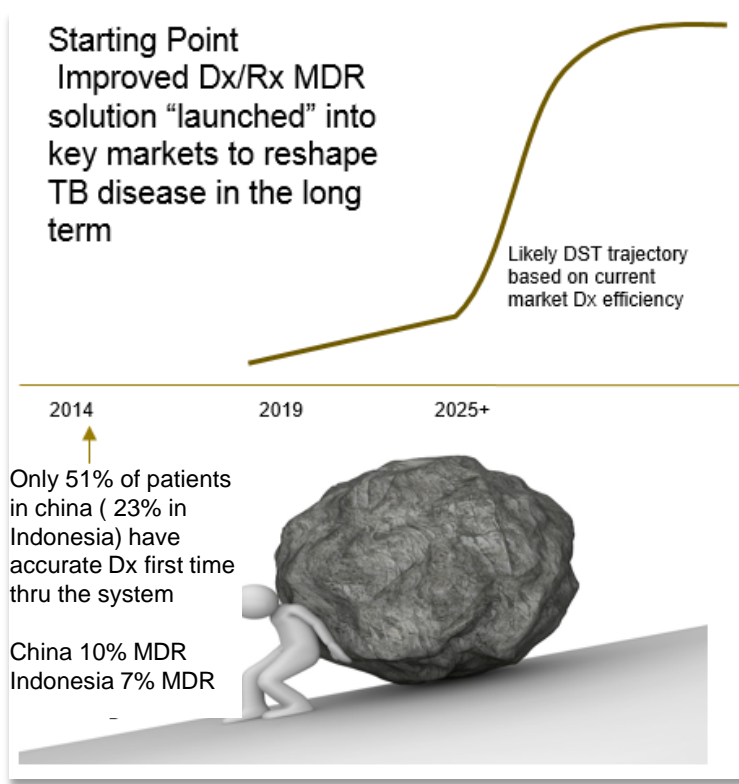 Starting Point
Improved Dx/Rx MDR
solution “launched” into
key markets to reshape
TB disease in the long
term
Likely DST trajectory
based on current
market Dx efficiency
2014
2019
2025+
Only 51% of patients
in china ( 23% in
Indonesia) have
accurate Dx first time
thru the system
China 10% MDR
Indonesia 7% MDR